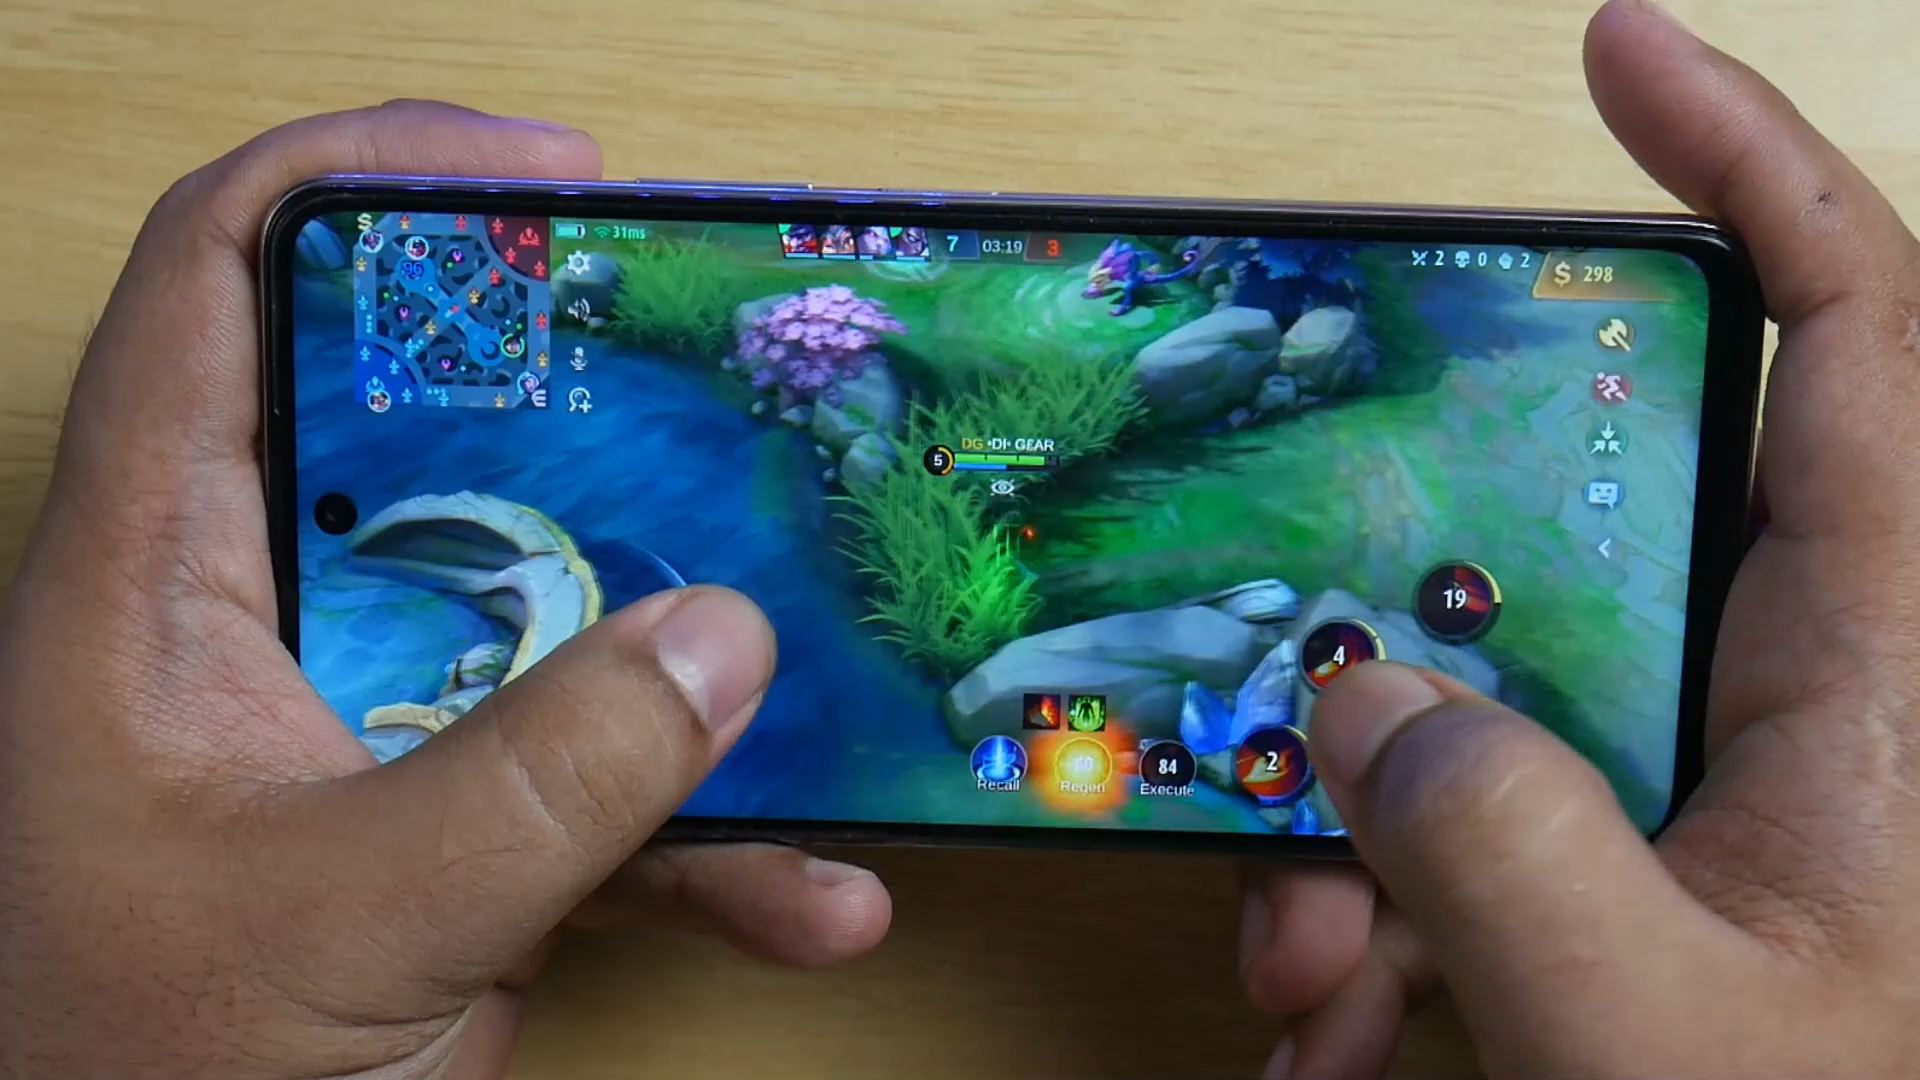 31ms
7 03:19 3
2 0 2
$ 298
DG •DI• GEAR
5
19
4
2
84
Recall
Regen
Execute